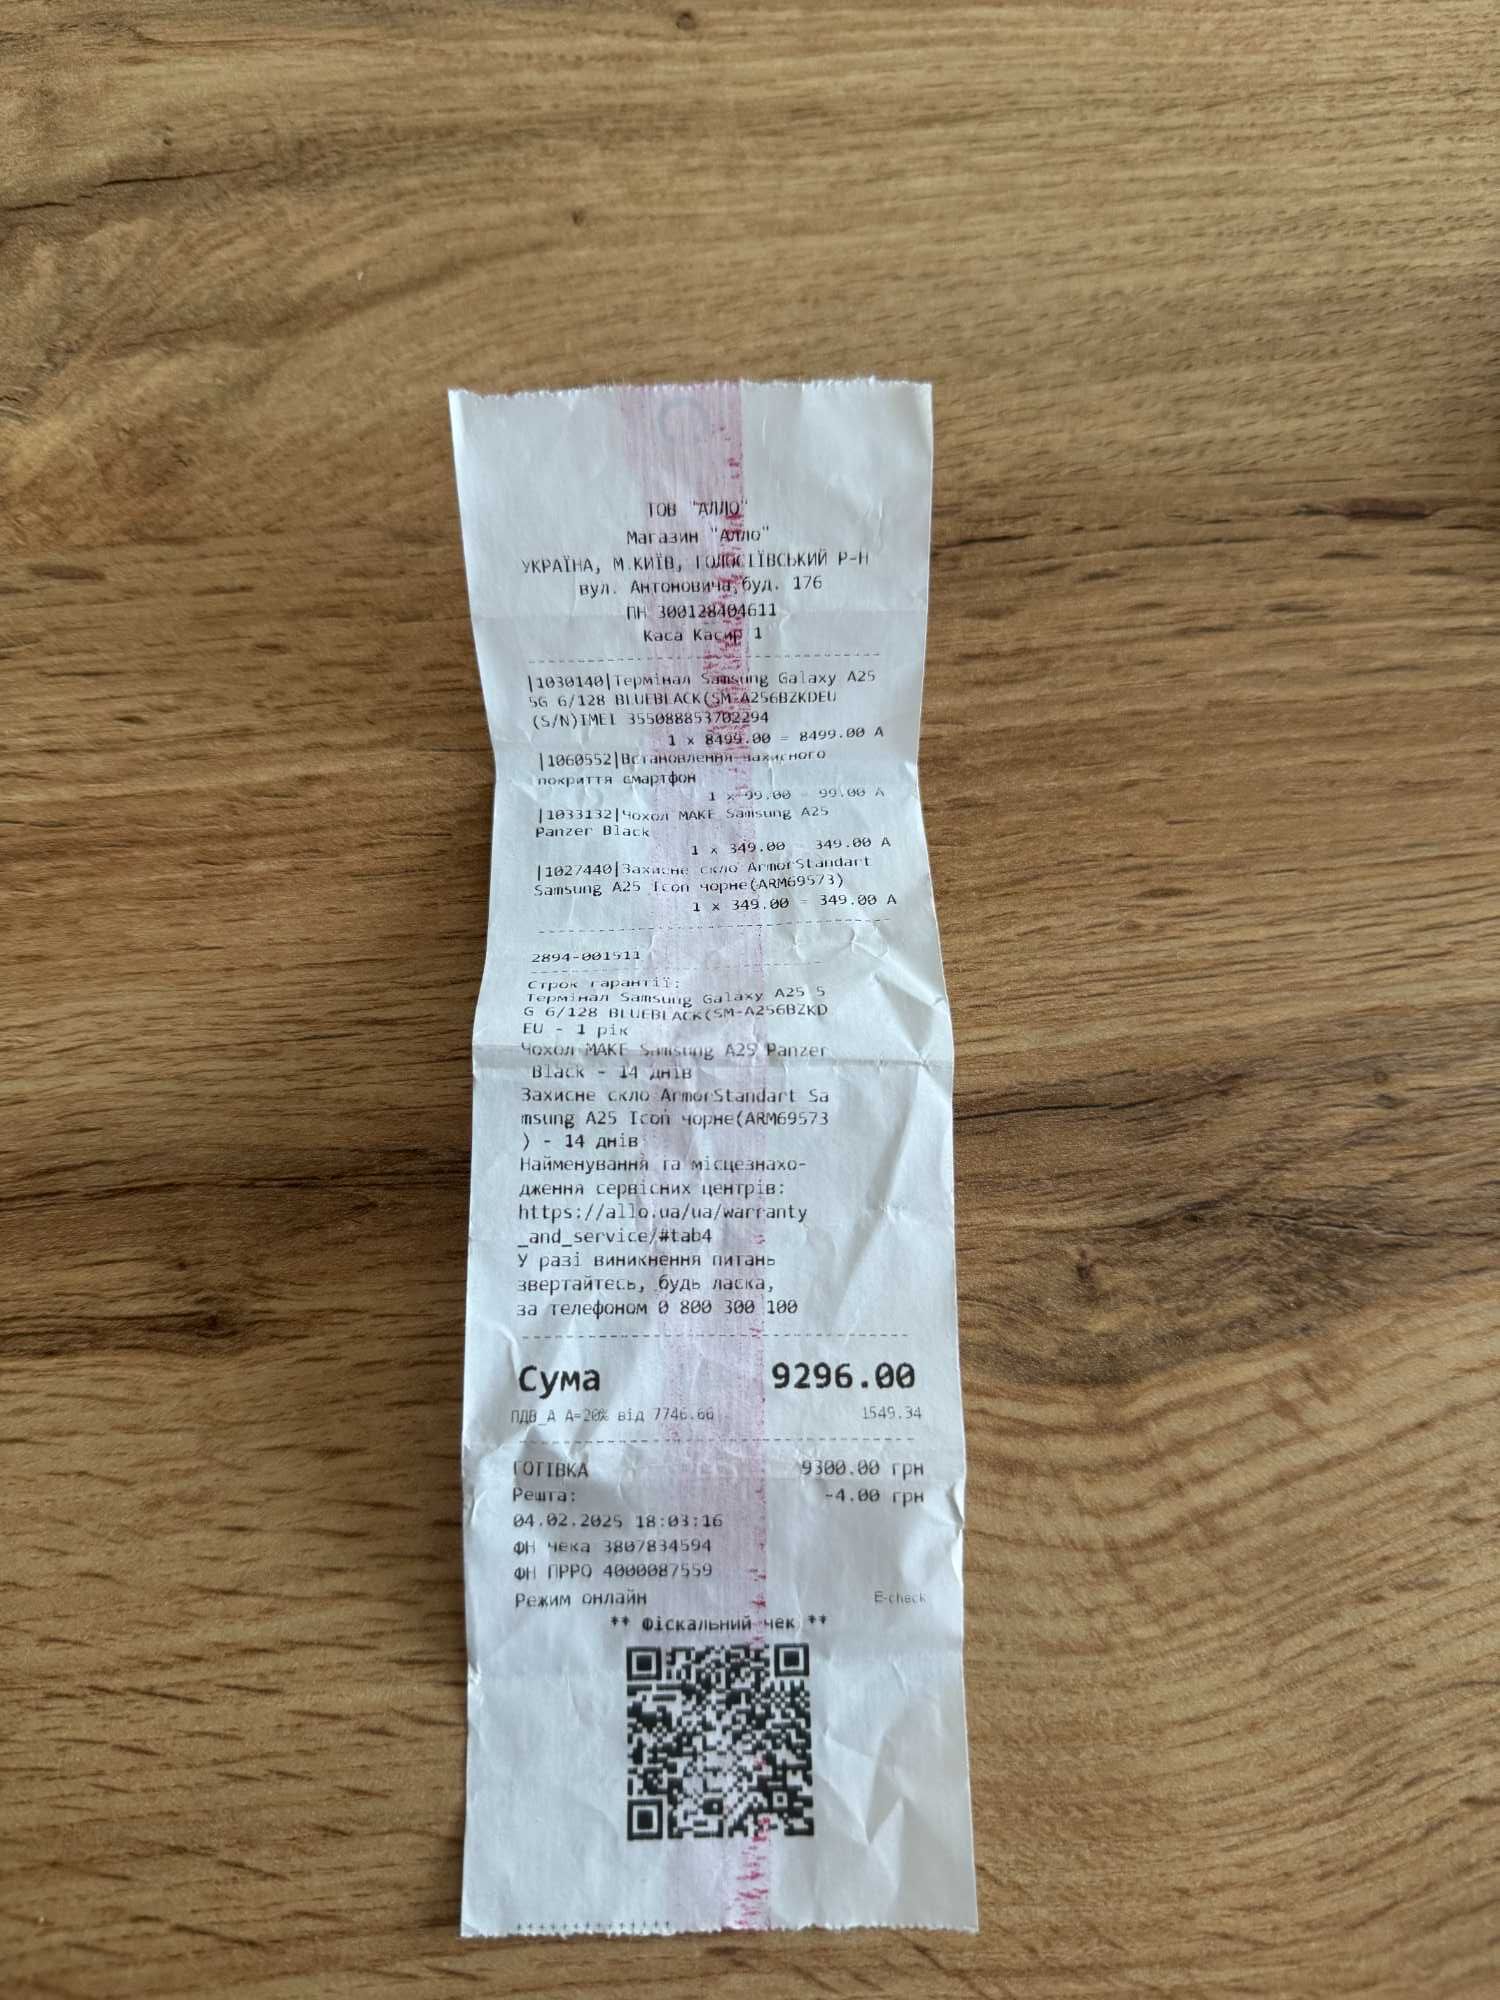 ТОВ "АЛЛО"
Магазин "Алло"
УКРАЇНА, М.КИЇВ, ГОЛОСІЇВСЬКИЙ Р-Н
вул. Антоновича,буд. 176
ПН 300128404611
Каса Касир 1
|1030140|Термінал Samsung Galaxy A25
5G 6/128 BLUEBLACK(SM-A256BZKDEU
(S/N)IMEI 355088853702294
1 x 8499.00 = 8499.00 А
|1060552|Встановлення захисного
покриття смартфон
1 x 99.00 = 99.00 А
|1033132|Чохол MAKE Samsung A25
Panzer Black
1 x 349.00 = 349.00 А
|1027440|Захисне скло ArmorStandart
Samsung A25 Icon чорне(ARM69573)
1 x 349.00 = 349.00 А
2894-001511
Строк гарантії:
Термінал Samsung Galaxy A25 5
G 6/128 BLUEBLACK(SM-A256BZKD
EU - 1 рік
Чохол MAKE Samsung A25 Panzer
Black - 14 днів
Захисне скло ArmorStandart Sa
msung A25 Icon чорне(ARM69573
) - 14 днів
Найменування та місцезнахо-
дження сервісних центрів:
https://allo.ua/ua/warranty
_and_service/#tab4
У разі виникнення питань
звертайтесь, будь ласка,
за телефоном 0 800 300 100
Сума 9296.00
ПДВ_А А=20% від 7746.66 1549.34
ГОТІВКА 9300.00 грн
Решта: -4.00 грн
04.02.2025 18:03:16
ФН чека 3807834594
ФН ПРРО 4000087559
Режим онлайн E-check
** Фіскальний чек **